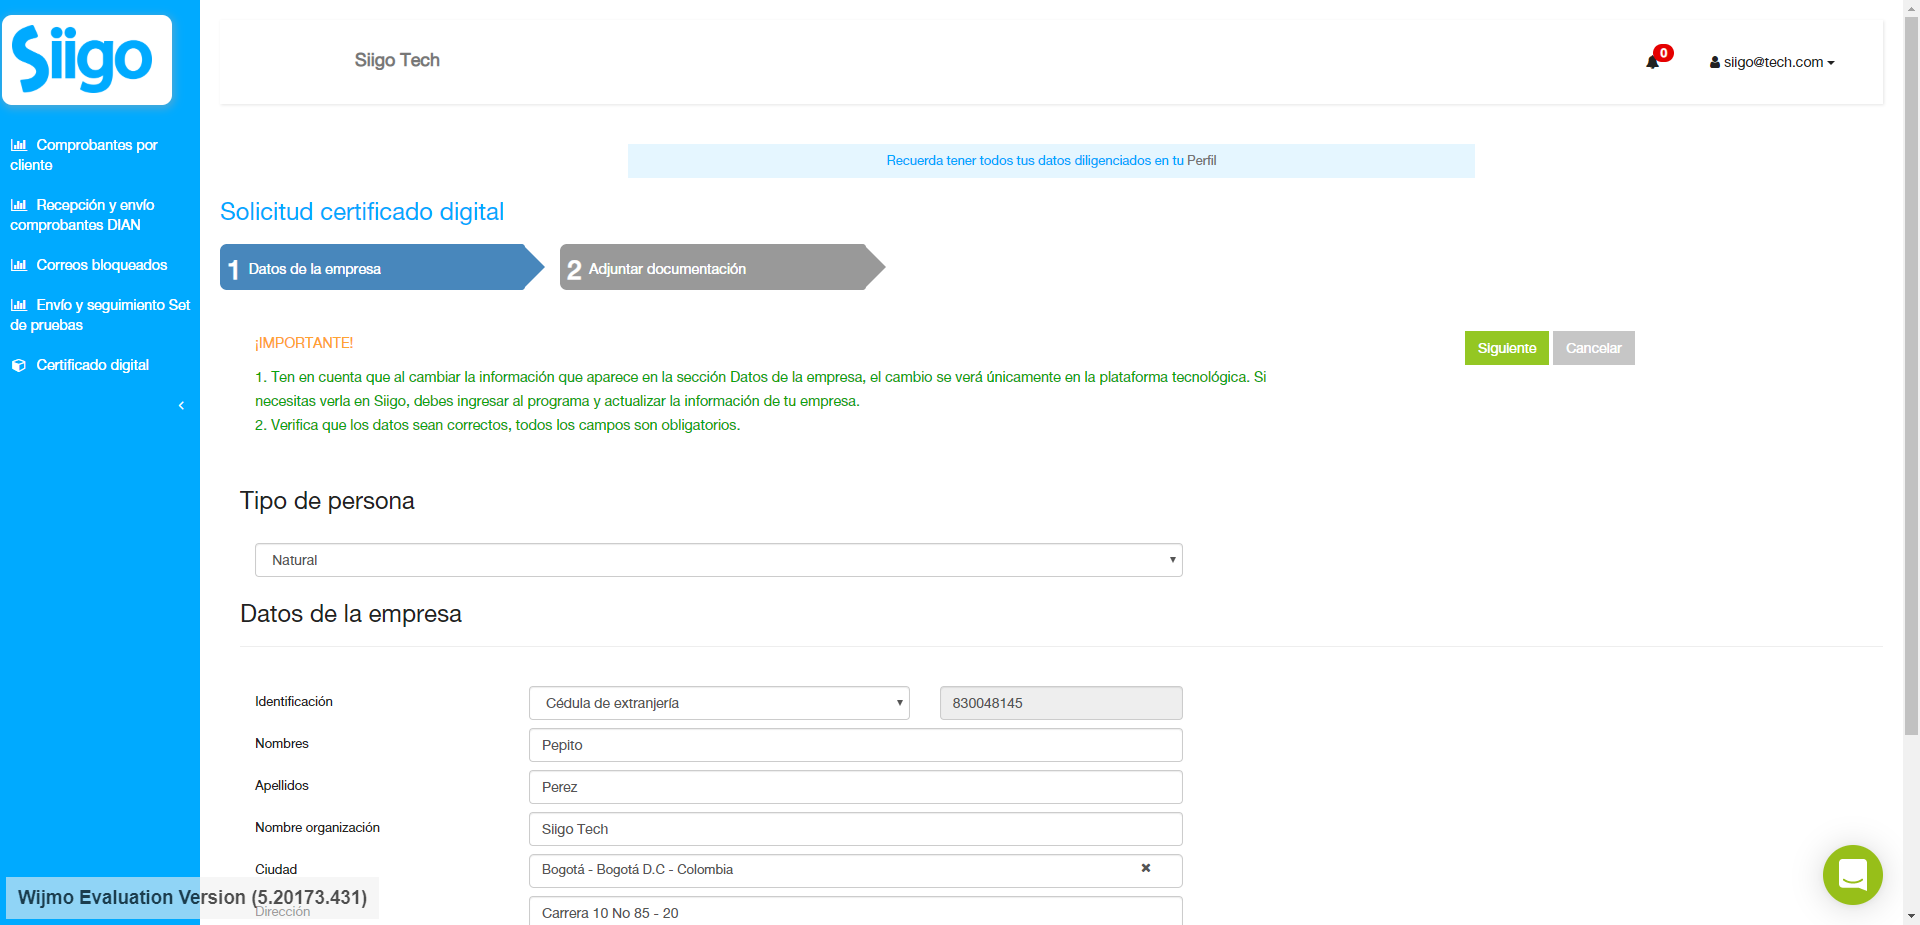 Siigo
Comprobantes por
cliente
Recepción y envío
comprobantes DIAN
Correos bloqueados
Envío y seguimiento Set
de pruebas
Certificado digital
Siigo Tech
0
siigo@tech.com
Recuerda tener todos tus datos diligenciados en tu Perfil
Solicitud certificado digital
1 Datos de la empresa
2 Adjuntar documentación
¡IMPORTANTE!
Siguiente
Cancelar
1. Ten en cuenta que al cambiar la información que aparece en la sección Datos de la empresa, el cambio se verá únicamente en la plataforma tecnológica. Si
necesitas verla en Siigo, debes ingresar al programa y actualizar la información de tu empresa.
2. Verifica que los datos sean correctos, todos los campos son obligatorios.
Tipo de persona
Natural
Datos de la empresa
Identificación
Cédula de extranjería
830048145
Nombres
Pepito
Apellidos
Perez
Nombre organización
Siigo Tech
Ciudad
Bogotá - Bogotá D.C - Colombia
Dirección
Carrera 10 No 85 - 20
Wijmo Evaluation Version (5.20173.431)